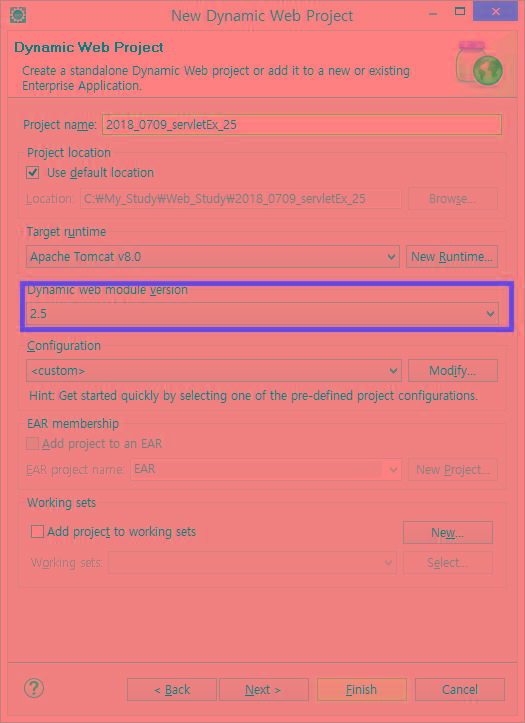 New Dynamic Web Project
Dynamic Web Project
Create a standalone Dynamic Web project or add it to a new or existing
Enterprise Application.
Project name: 2018_0709_servletEx_25
Project location
Use default location
Location: C:₩My_Study₩Web_Study₩2018_0709_servletEx_25 Browse...
Target runtime
Apache Tomcat v8.0 New Runtime...
Dynamic web module version
2.5
Configuration
<custom> Modify...
Hint: Get started quickly by selecting one of the pre-defined project configurations.
EAR membership
Add project to an EAR
EAR project name: EAR New Project...
Working sets
Add project to working sets New...
Working sets: Select...
? < Back Next > Finish Cancel